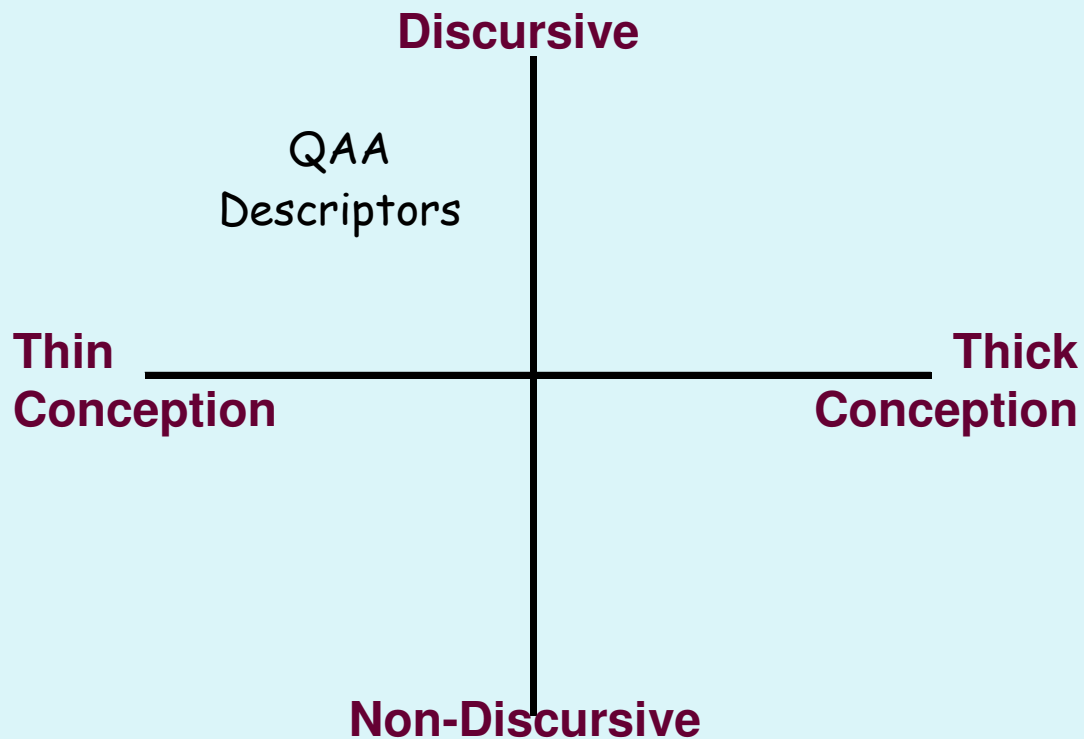 Discursive
QAA
Descriptors
Thin
Conception
Thick
Conception
Non-Discursive